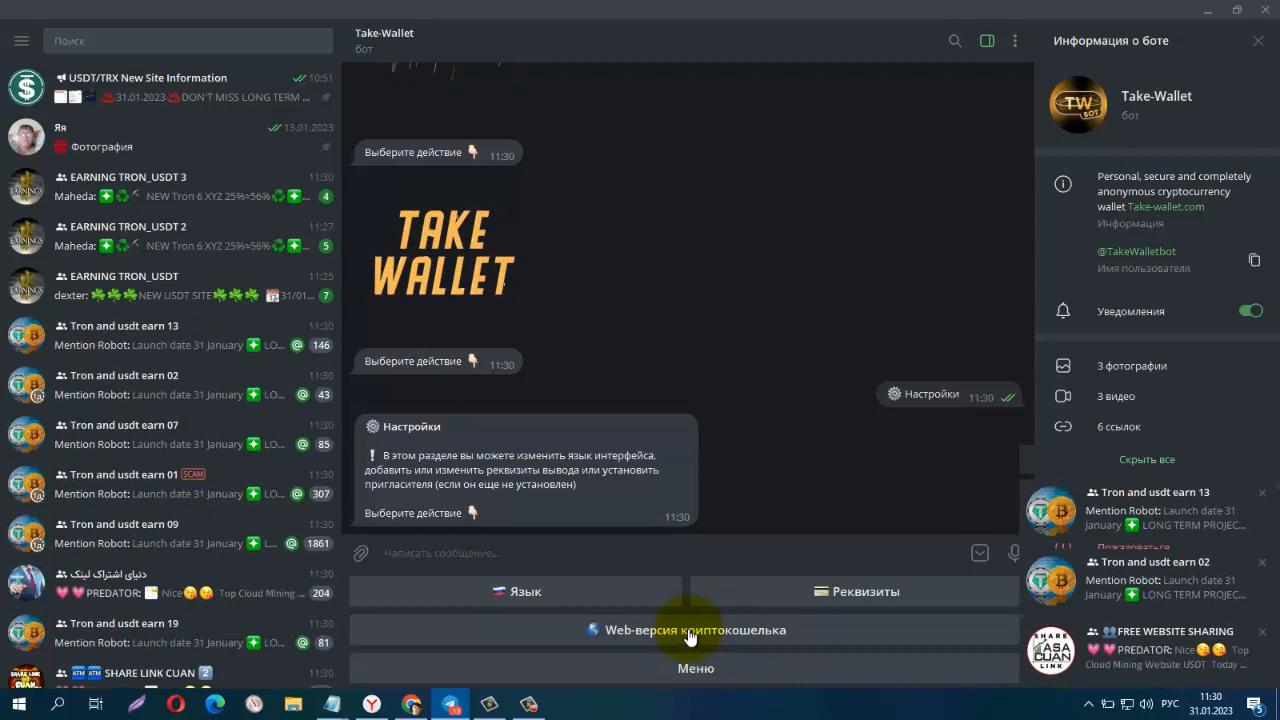 Поиск
USDT/TRX New Site Information
10:51
31.01.2023 DON'T MISS LONG TERM ...
Яя
13.01.2023
Фотография
EARNING TRON_USDT 3
11:30
Maheda: NEW Tron 6 XYZ 25%≈56%
4
EARNING TRON_USDT 2
11:27
Maheda: NEW Tron 6 XYZ 25%≈56%
5
EARNING TRON_USDT
11:25
dexter: ☘☘☘NEW USDT SITE☘☘☘ 31/01...
7
Tron and usdt earn 13
11:30
Mention Robot: Launch date 31 January LO...
@ 146
Tron and usdt earn 02
11:30
Mention Robot: Launch date 31 January LO...
@ 43
Tron and usdt earn 07
11:30
Mention Robot: Launch date 31 January LO...
@ 85
Tron and usdt earn 01 SCAM
11:30
Mention Robot: Launch date 31 January LO...
@ 307
Tron and usdt earn 09
11:30
Mention Robot: Launch date 31 January L...
@ 1861
دنیای اشتراک لینک
11:30
PREDATOR: Nice Top Cloud Mining ...
204
Tron and usdt earn 19
11:30
Mention Robot: Launch date 31 January LO...
@ 81
ATM ATM SHARE LINK CUAN 2
11:30
Take-Wallet
бот
Выберите действие 👇🏻 11:30
TAKE
WALLET
Выберите действие 👇🏻 11:30
⚙ Настройки 11:30
⚙ Настройки
❕ В этом разделе вы можете изменить язык интерфейса,
добавить или изменить реквизиты вывода или установить
пригласителя (если он еще не установлен)
Выберите действие 👇🏻 11:30
Написать сообщение...
Язык
Реквизиты
Web-версия криптокошелька
Меню
Информация о боте
TW
БОТ
Take-Wallet
бот
Personal, secure and completely
anonymous cryptocurrency
wallet Take-wallet.com
Информация
@TakeWalletbot
Имя пользователя
Уведомления
3 фотографии
3 видео
6 ссылок
Скрыть все
Tron and usdt earn 13
Mention Robot: Launch date 31
January LONG TERM PROJEC...
Пожаловаться
Tron and usdt earn 02
Mention Robot: Launch date 31
January LONG TERM PROJEC...
SHARE
ASA
CUAN
LINK
FREE WEBSITE SHARING
PREDATOR: Nice Top
Cloud Mining Website USDT Today ...
РУС
11:30
31.01.2023
5